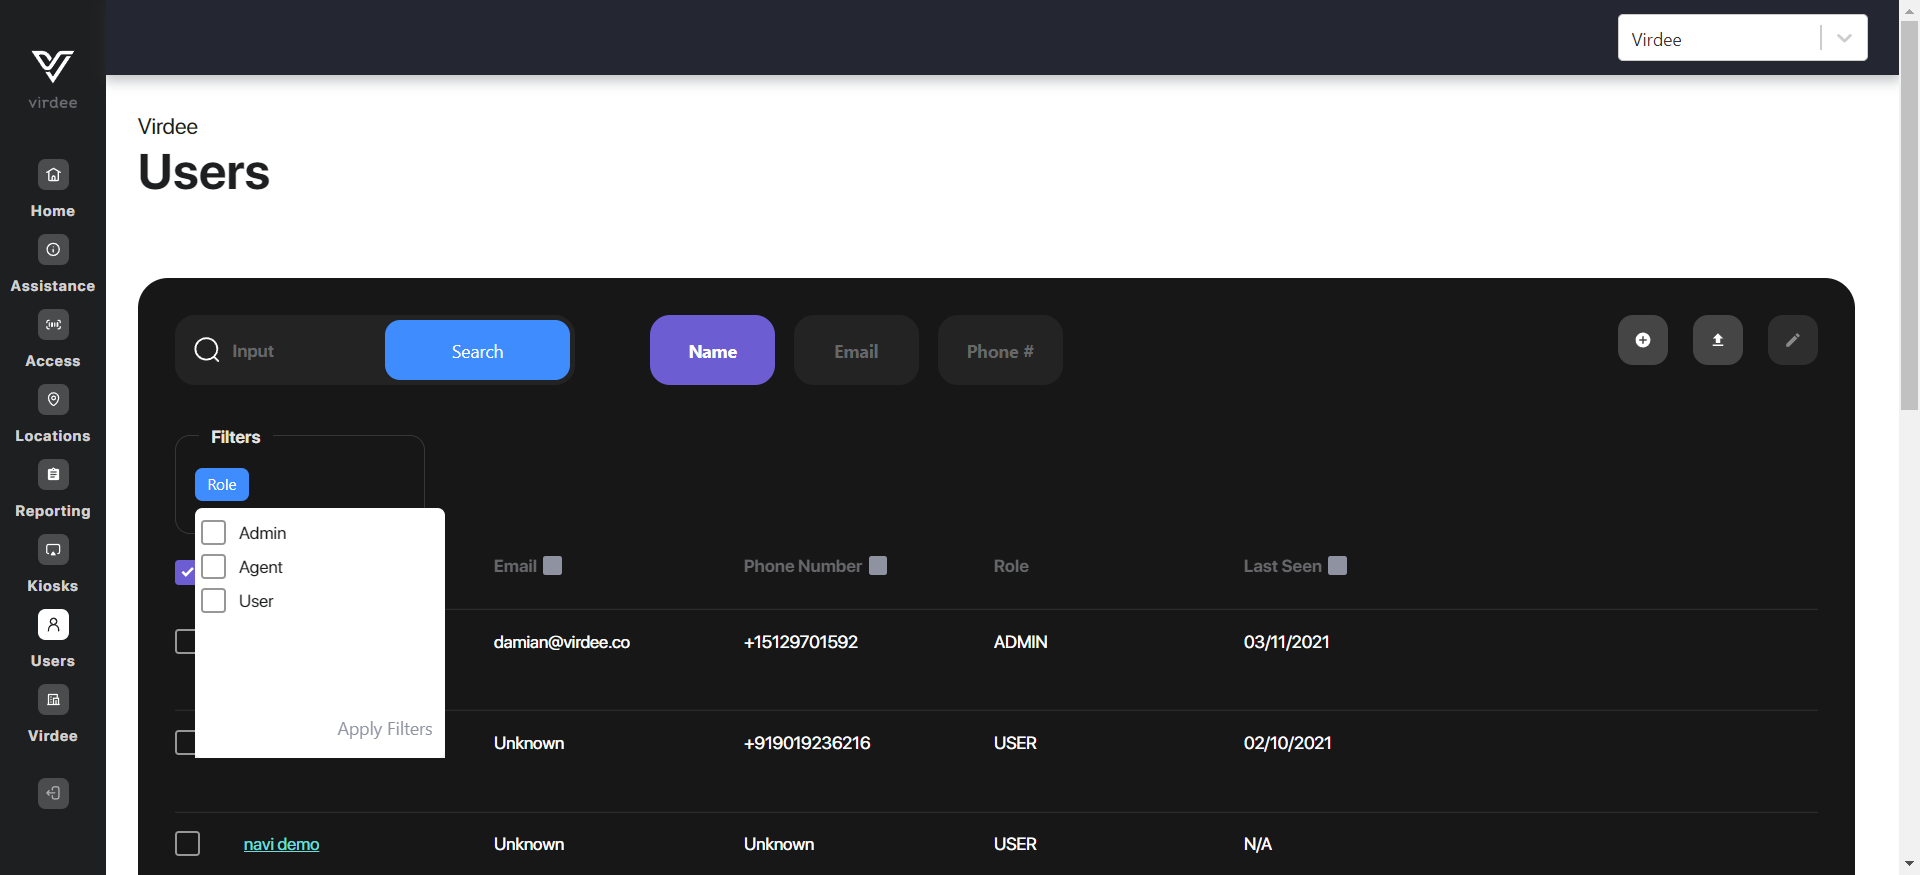 virdee
Home
Assistance
Access
Locations
Reporting
Kiosks
Users
Virdee
Virdee
Virdee
Users
Input
Search
Name
Email
Phone #
Filters
Role
Admin
Agent
User
Apply Filters
Email
Phone Number
Role
Last Seen
damian@virdee.co
+15129701592
ADMIN
03/11/2021
Unknown
+919019236216
USER
02/10/2021
navi demo
Unknown
Unknown
USER
N/A